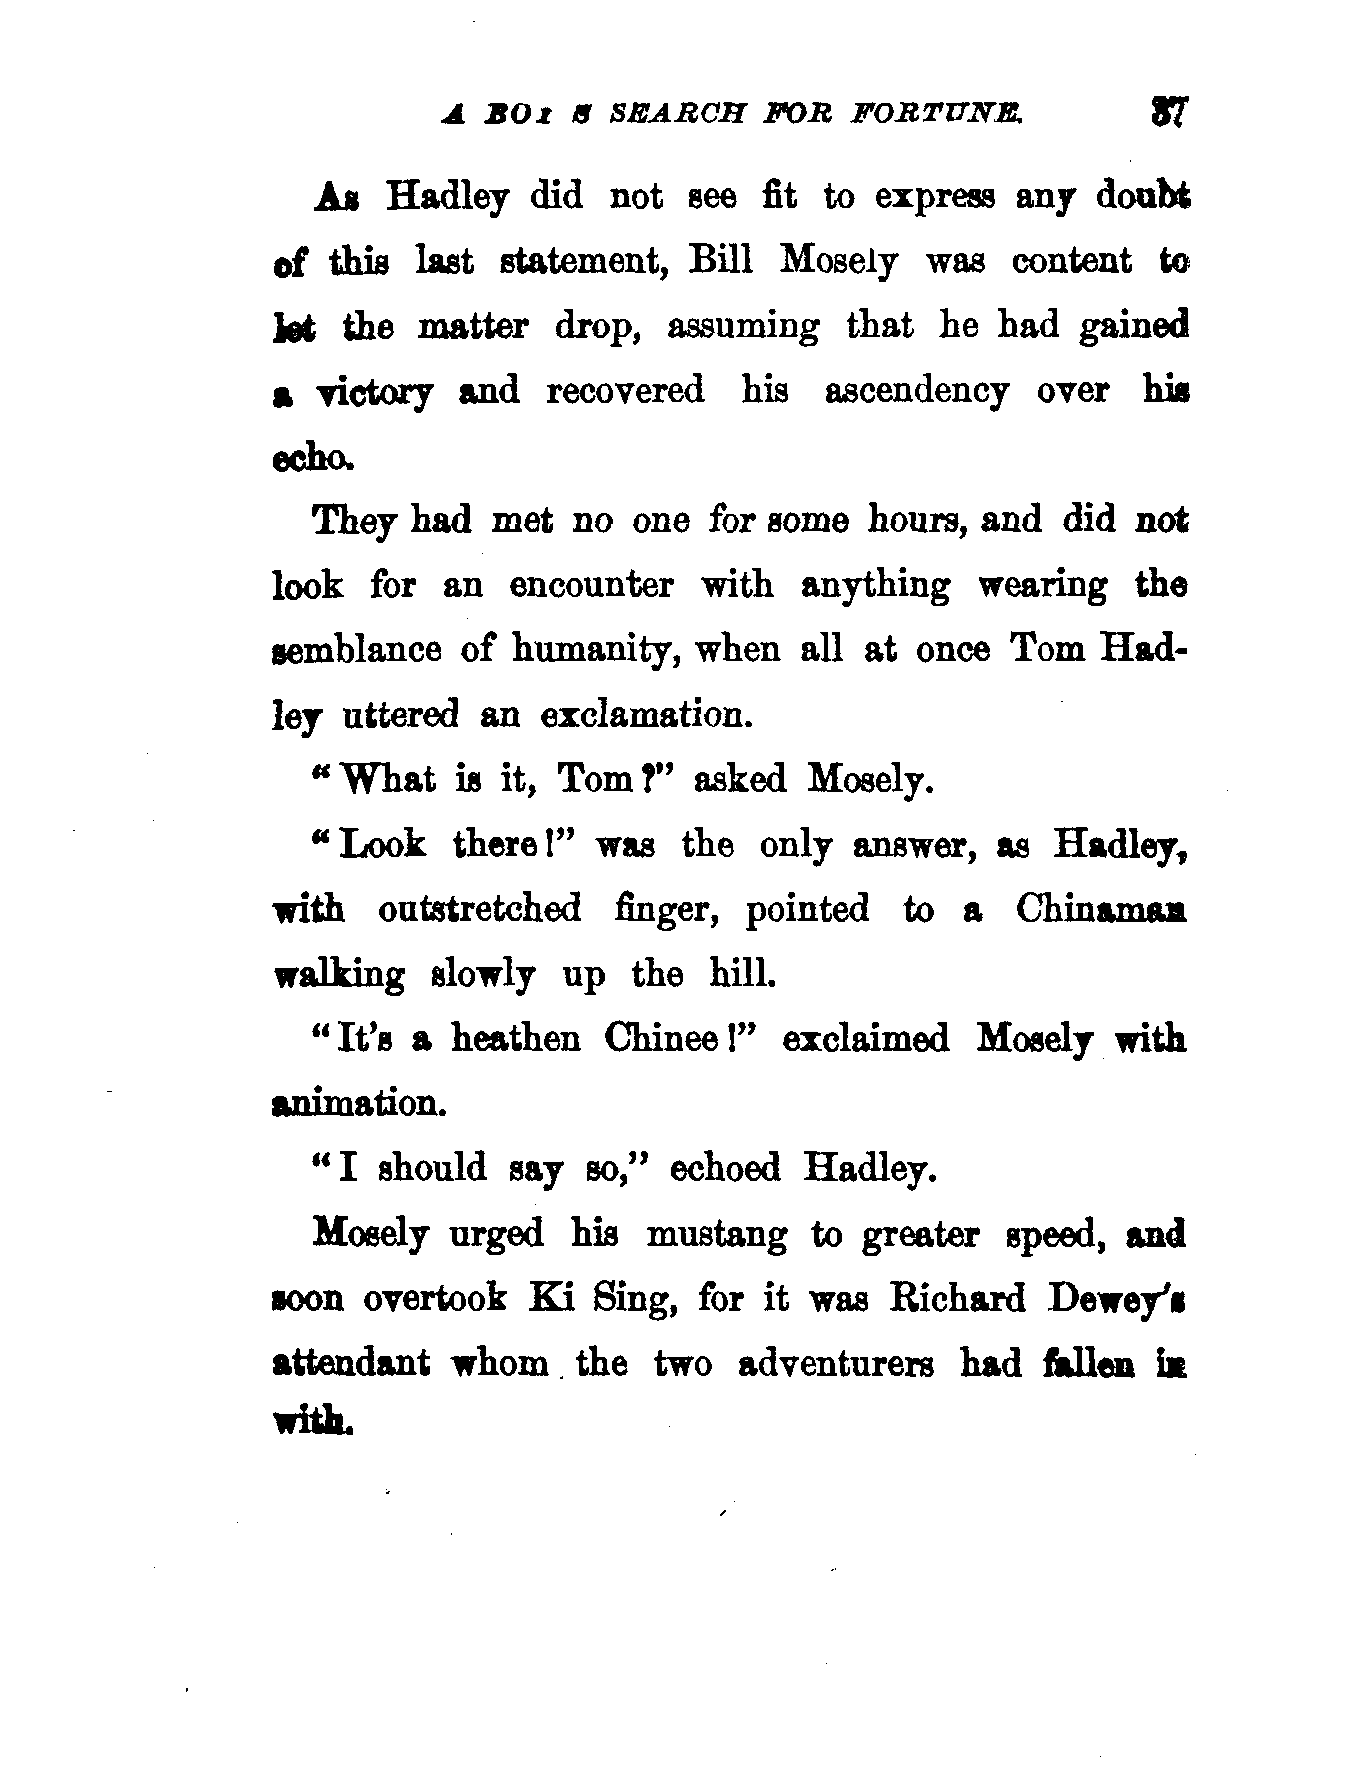 A BOY'S SEARCH FOR FORTUNE. 37
As Hadley did not see fit to express any doubt
of this last statement, Bill Mosely was content to
let the matter drop, assuming that he had gained
a victory and recovered his ascendency over his
echo.
They had met no one for some hours, and did not
look for an encounter with anything wearing the
semblance of humanity, when all at once Tom Had-
ley uttered an exclamation.
"What is it, Tom?" asked Mosely.
"Look there!" was the only answer, as Hadley,
with outstretched finger, pointed to a Chinaman
walking slowly up the hill.
"It's a heathen Chinee!" exclaimed Mosely with
animation.
"I should say so," echoed Hadley.
Mosely urged his mustang to greater speed, and
soon overtook Ki Sing, for it was Richard Dewey's
attendant whom the two adventurers had fallen in
with.